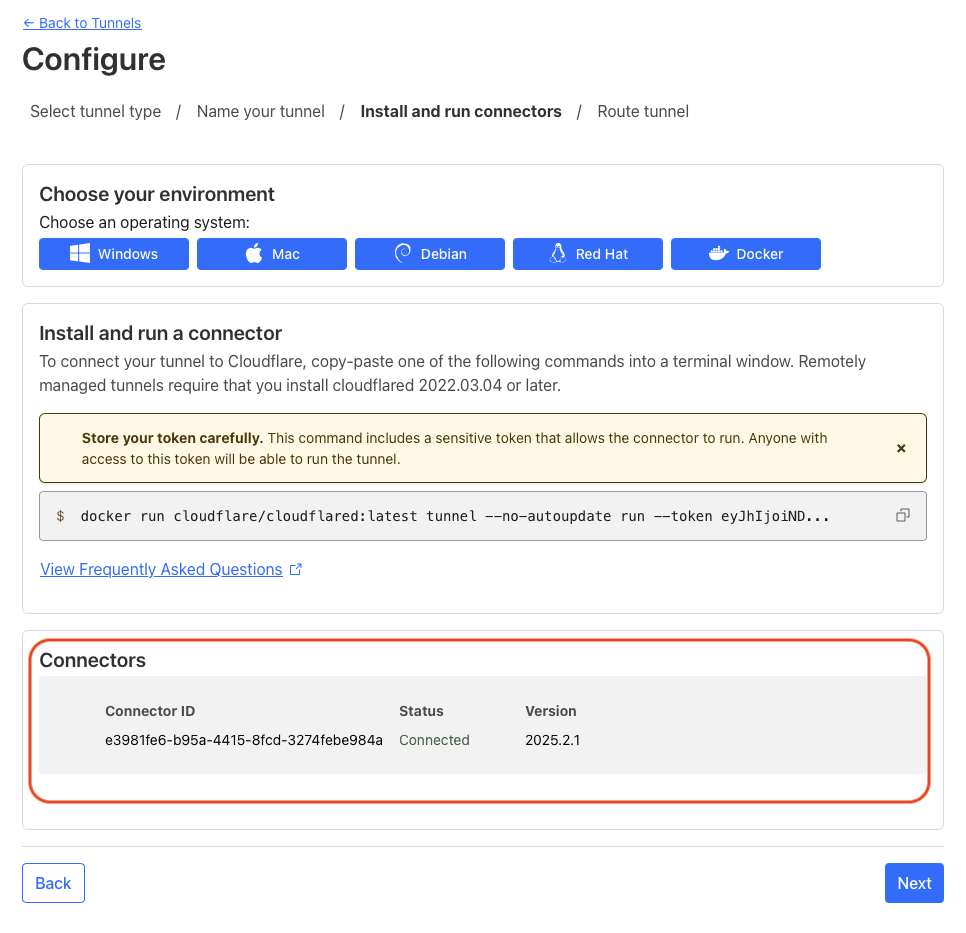 ← Back to Tunnels
Configure
Select tunnel type / Name your tunnel / Install and run connectors / Route tunnel
Choose your environment
Choose an operating system:
Windows Mac Debian Red Hat Docker
Install and run a connector
To connect your tunnel to Cloudflare, copy-paste one of the following commands into a terminal window. Remotely
managed tunnels require that you install cloudflared 2022.03.04 or later.
Store your token carefully. This command includes a sensitive token that allows the connector to run. Anyone with
access to this token will be able to run the tunnel.
$ docker run cloudflare/cloudflared:latest tunnel --no-autoupdate run --token eyJhIjoiND...
View Frequently Asked Questions
Connectors
Connector ID Status Version
e3981fe6-b95a-4415-8fcd-3274febe984a Connected 2025.2.1
Back Next